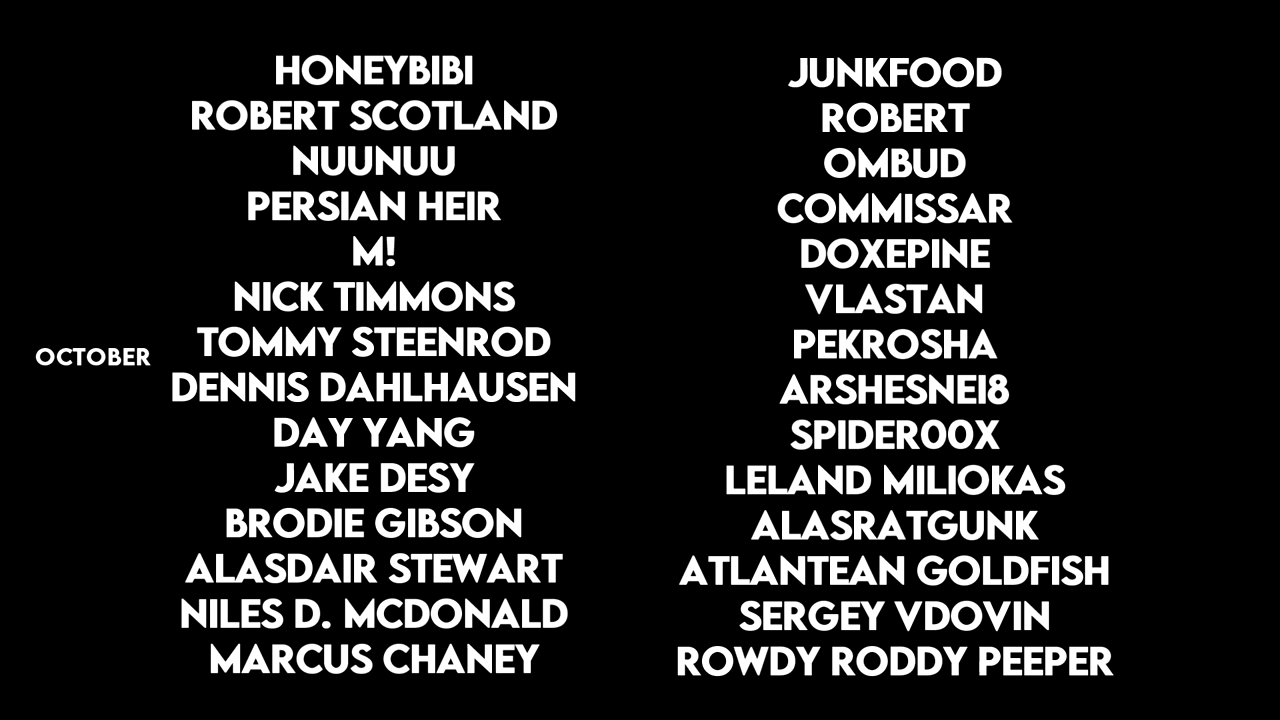 OCTOBER
HONEYBIBI
ROBERT SCOTLAND
NUUNUU
PERSIAN HEIR
M!
NICK TIMMONS
TOMMY STEENROD
DENNIS DAHLHAUSEN
DAY YANG
JAKE DESY
BRODIE GIBSON
ALASDAIR STEWART
NILES D. MCDONALD
MARCUS CHANEY
JUNKFOOD
ROBERT
OMBUD
COMMISSAR
DOXEPINE
VLASTAN
PEKROSHA
ARSHESNEI8
SPIDER00X
LELAND MILIOKAS
ALASRATGUNK
ATLANTEAN GOLDFISH
SERGEY VDOVIN
ROWDY RODDY PEEPER